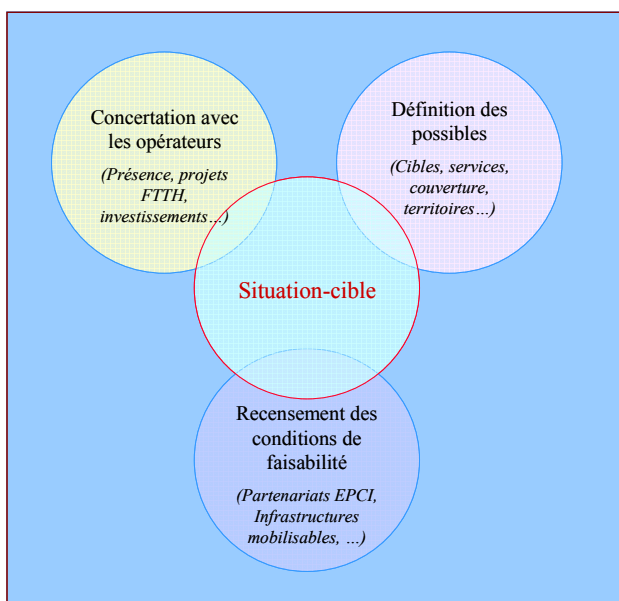 Concertation avec
les opérateurs
(Présence, projets
FTTH,
investissements…)
Définition des
possibles
(Cibles, services,
couverture,
territoires…)
Situation-cible
Recensement des
conditions de
faisabilité
(Partenariats EPCI,
Infrastructures
mobilisables, …)